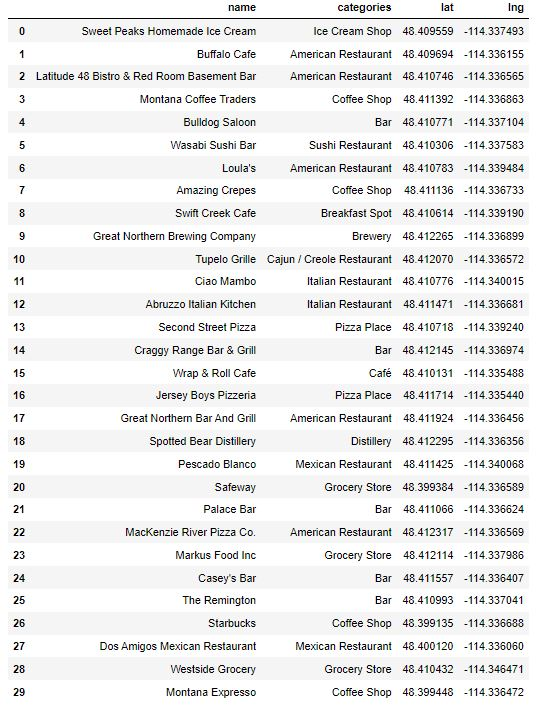 name categories lat lng
0 Sweet Peaks Homemade Ice Cream Ice Cream Shop 48.409559 -114.337493
1 Buffalo Cafe American Restaurant 48.409694 -114.336155
2 Latitude 48 Bistro & Red Room Basement Bar American Restaurant 48.410746 -114.336565
3 Montana Coffee Traders Coffee Shop 48.411392 -114.336863
4 Bulldog Saloon Bar 48.410771 -114.337104
5 Wasabi Sushi Bar Sushi Restaurant 48.410306 -114.337583
6 Loula's American Restaurant 48.410783 -114.339484
7 Amazing Crepes Coffee Shop 48.411136 -114.336733
8 Swift Creek Cafe Breakfast Spot 48.410614 -114.339190
9 Great Northern Brewing Company Brewery 48.412265 -114.336899
10 Tupelo Grille Cajun / Creole Restaurant 48.412070 -114.336572
11 Ciao Mambo Italian Restaurant 48.410776 -114.340015
12 Abruzzo Italian Kitchen Italian Restaurant 48.411471 -114.336681
13 Second Street Pizza Pizza Place 48.410718 -114.339240
14 Craggy Range Bar & Grill Bar 48.412145 -114.336974
15 Wrap & Roll Cafe Café 48.410131 -114.335488
16 Jersey Boys Pizzeria Pizza Place 48.411714 -114.335440
17 Great Northern Bar And Grill American Restaurant 48.411924 -114.336456
18 Spotted Bear Distillery Distillery 48.412295 -114.336356
19 Pescado Blanco Mexican Restaurant 48.411425 -114.340068
20 Safeway Grocery Store 48.399384 -114.336589
21 Palace Bar Bar 48.411066 -114.336624
22 MacKenzie River Pizza Co. American Restaurant 48.412317 -114.336569
23 Markus Food Inc Grocery Store 48.412114 -114.337986
24 Casey's Bar Bar 48.411557 -114.336407
25 The Remington Bar 48.410993 -114.337041
26 Starbucks Coffee Shop 48.399135 -114.336688
27 Dos Amigos Mexican Restaurant Mexican Restaurant 48.400120 -114.336060
28 Westside Grocery Grocery Store 48.410432 -114.346471
29 Montana Expresso Coffee Shop 48.399448 -114.336472